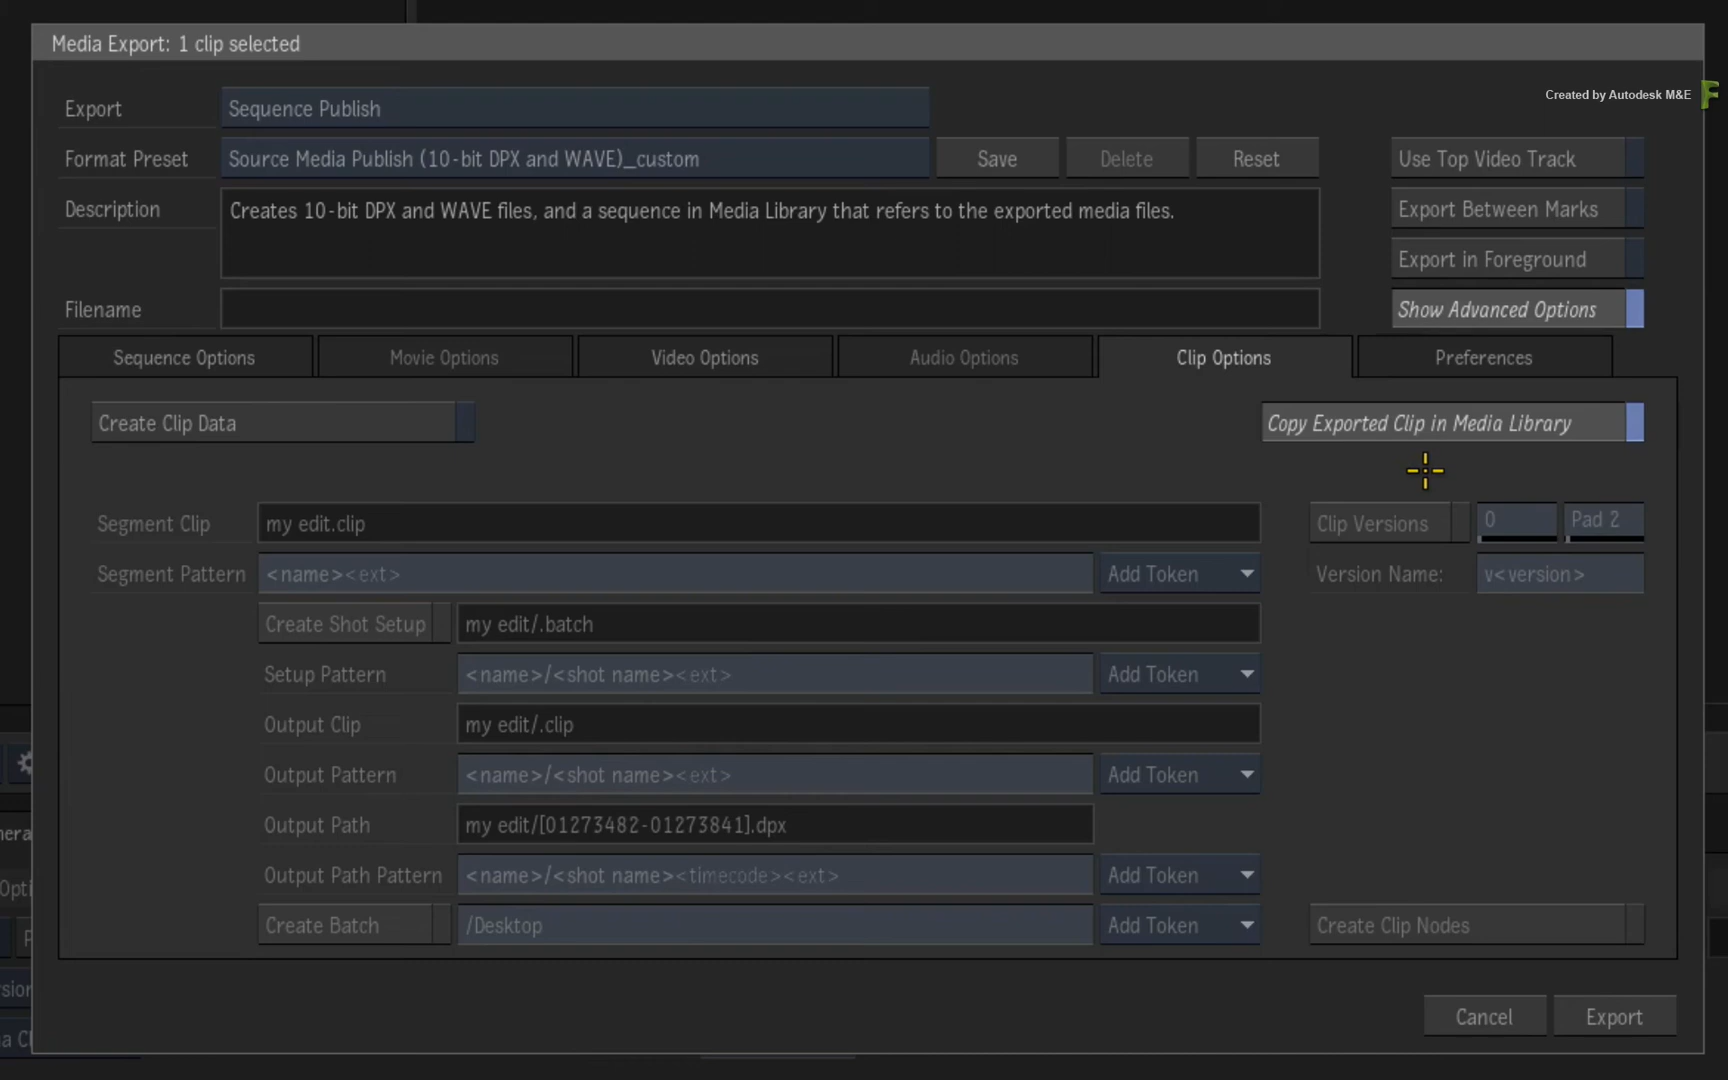 Media Export: 1 clip selected
Created by Autodesk M&E
Export
Sequence Publish
Format Preset
Source Media Publish (10-bit DPX and WAVE)_custom
Save
Delete
Reset
Use Top Video Track
Description
Creates 10-bit DPX and WAVE files, and a sequence in Media Library that refers to the exported media files.
Export Between Marks
Export in Foreground
Filename
Show Advanced Options
Sequence Options
Movie Options
Video Options
Audio Options
Clip Options
Preferences
Create Clip Data
Copy Exported Clip in Media Library
Segment Clip
my edit.clip
Clip Versions
0
Pad 2
Segment Pattern
<name><ext>
Add Token
Version Name:
v<version>
Create Shot Setup
my edit/.batch
Setup Pattern
<name>/<shot name><ext>
Add Token
Output Clip
my edit/.clip
Output Pattern
<name>/<shot name><ext>
Add Token
Output Path
my edit/[01273482-01273841].dpx
Output Path Pattern
<name>/<shot name><timecode><ext>
Add Token
Create Batch
/Desktop
Add Token
Create Clip Nodes
Cancel
Export